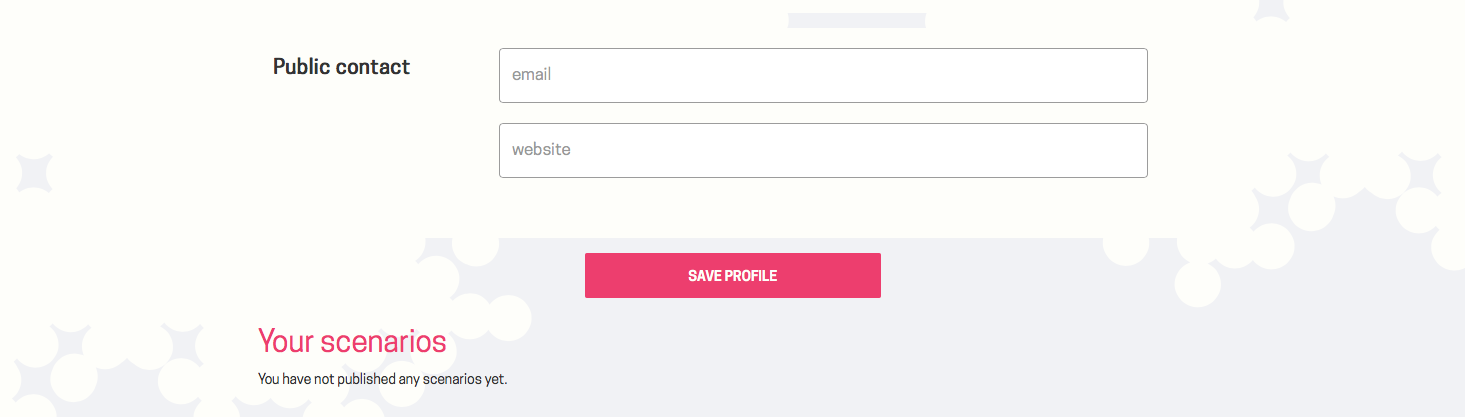 Public contact
email
website
SAVE PROFILE
Your scenarios
You have not published any scenarios yet.